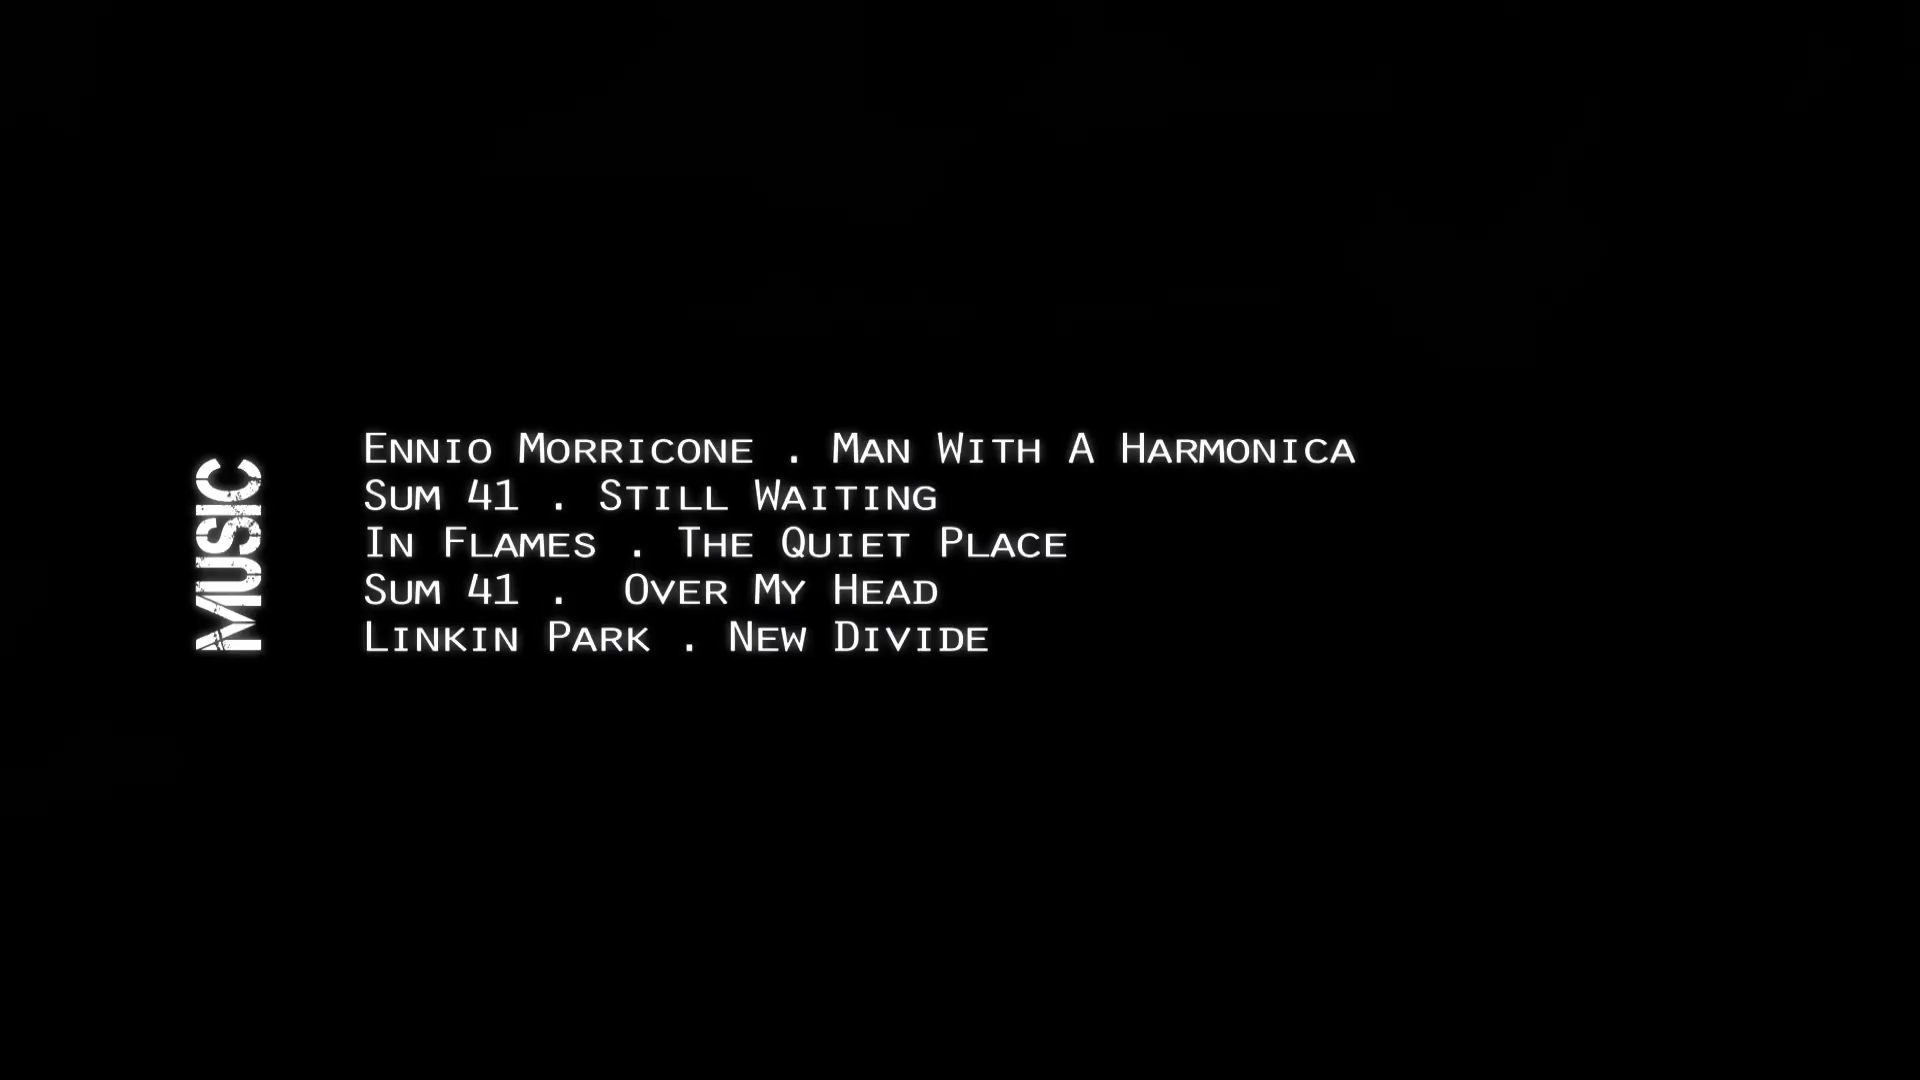 MUSIC
Ennio Morricone . Man With A Harmonica
Sum 41 . Still Waiting
In Flames . The Quiet Place
Sum 41 .  Over My Head
Linkin Park . New Divide